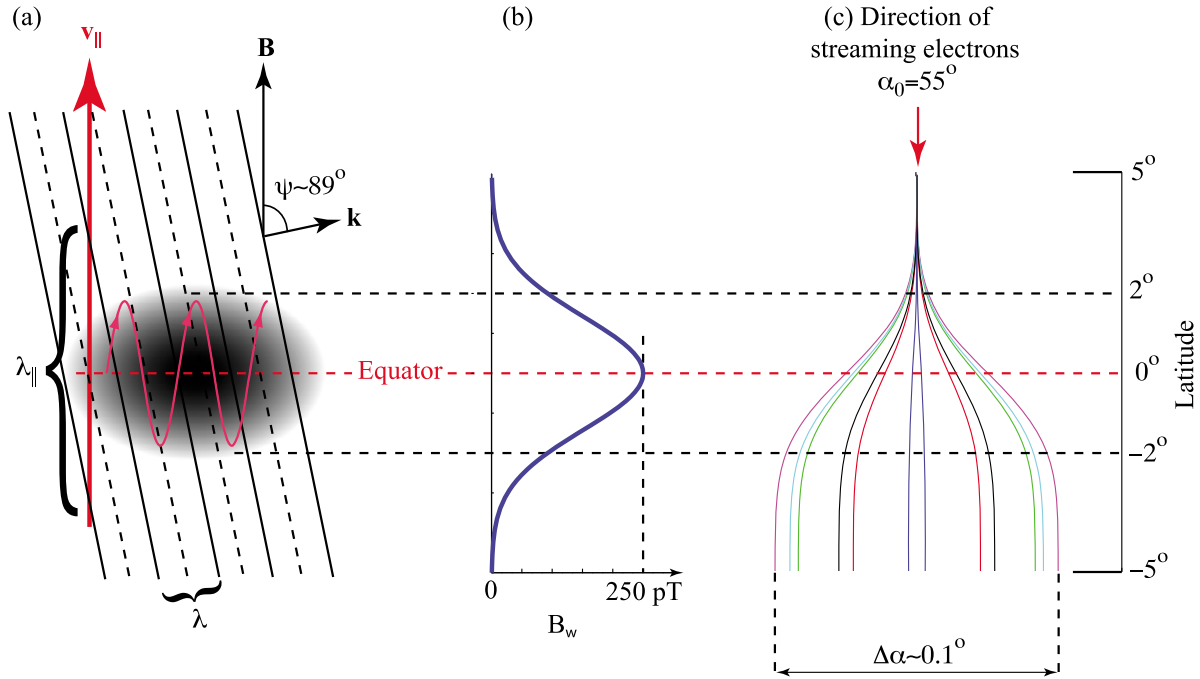 (a)
v∥
B
ψ~89°
k
λ∥
λ
Equator
(b)
0
250 pT
Bw
(c) Direction of
streaming electrons
α₀=55°
5°
2°
0°
-2°
-5°
Latitude
Δα~0.1°